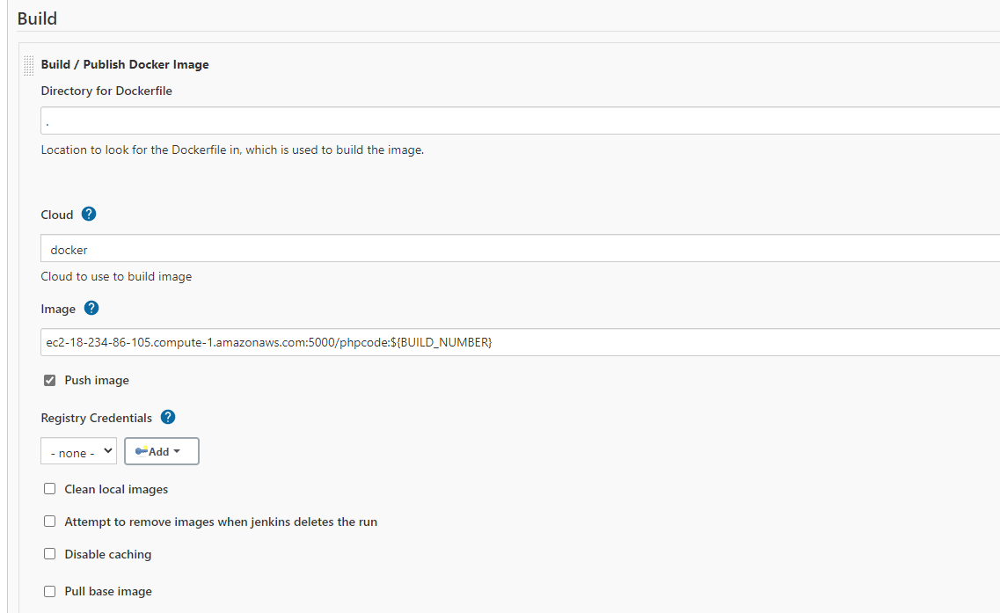 Build
Build / Publish Docker Image
Directory for Dockerfile
.
Location to look for the Dockerfile in, which is used to build the image.
Cloud ?
docker
Cloud to use to build image
Image ?
ec2-18-234-86-105.compute-1.amazonaws.com:5000/phpcode:${BUILD_NUMBER}
Push image
Registry Credentials ?
- none - Add
Clean local images
Attempt to remove images when jenkins deletes the run
Disable caching
Pull base image